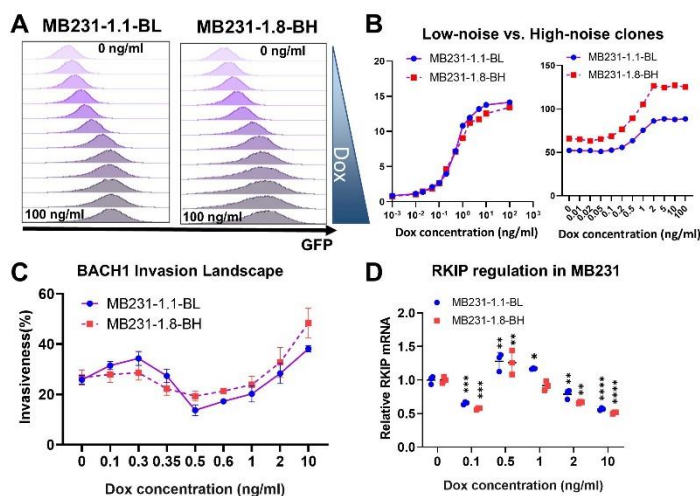 A
MB231-1.1-BL MB231-1.8-BH
0 ng/ml 0 ng/ml
Dox
100 ng/ml 100 ng/ml
GFP
B
Low-noise vs. High-noise clones
MB231-1.1-BL
MB231-1.8-BH
20
15
10
5
0
10⁻³ 10⁻² 10⁻¹ 10⁰ 10¹ 10² 10³
Dox concentration (ng/ml)
MB231-1.1-BL
MB231-1.8-BH
150
100
50
0
0 0.01 0.02 0.05 0.1 0.2 0.5 1 2 5 10 100
Dox concentration (ng/ml)
C
BACH1 Invasion Landscape
MB231-1.1-BL
MB231-1.8-BH
Invasiveness(%)
60
40
20
0
0 0.1 0.3 0.35 0.5 0.6 1 2 10
Dox concentration (ng/ml)
D
RKIP regulation in MB231
MB231-1.1-BL
MB231-1.8-BH
Relative RKIP mRNA
2.0
1.5
1.0
0.5
0.0
*** *** ** ** * ** ** **** ****
0 0.1 0.5 1 2 10
Dox concentration (ng/ml)